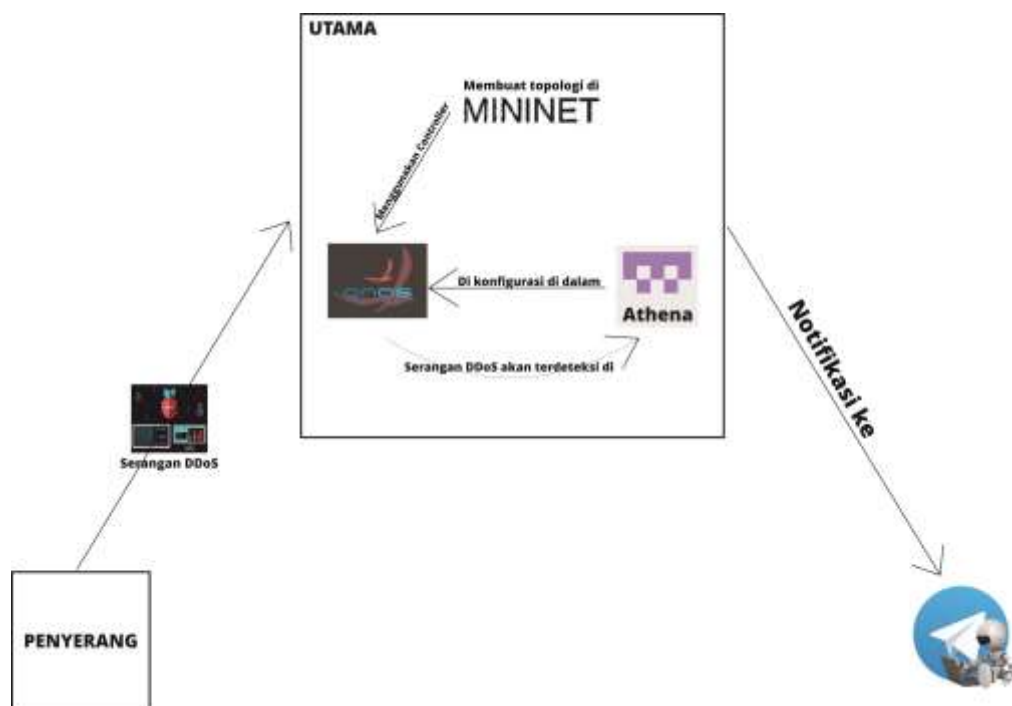 UTAMA
Membuat topologi di
MININET
Menggunakan Controller
onos
Di konfigurasi di dalam
Athena
Serangan DDoS akan terdeteksi di
Notifikasi ke
Serangan DDoS
PENYERANG